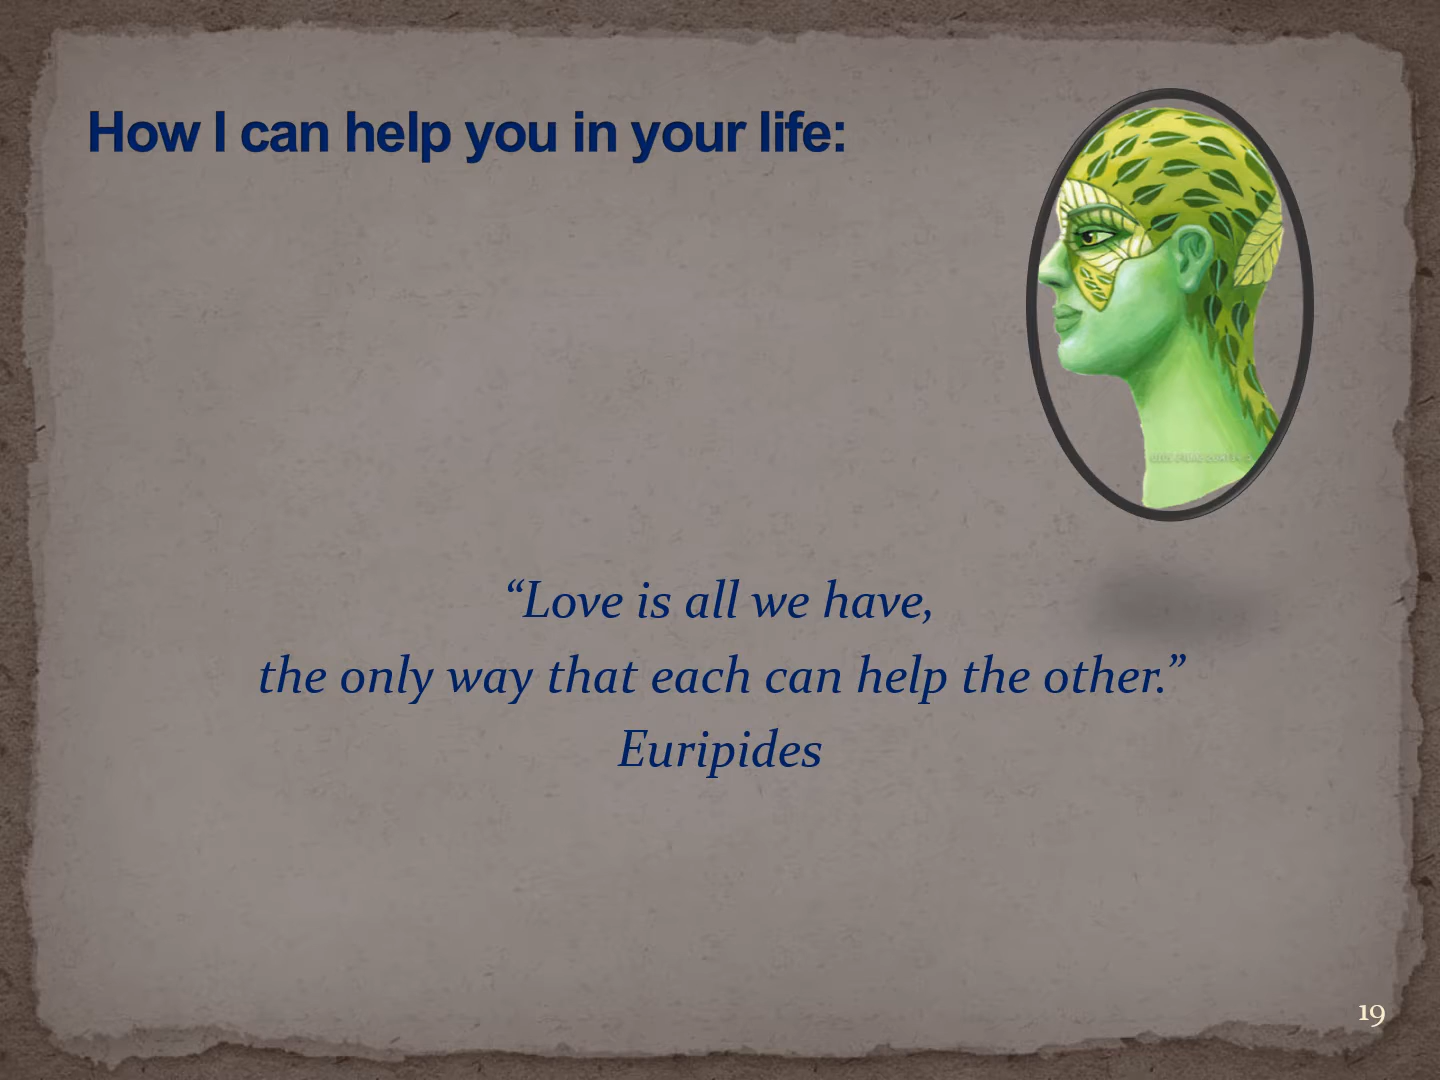 How I can help you in your life:
“Love is all we have,
the only way that each can help the other.”
Euripides
19